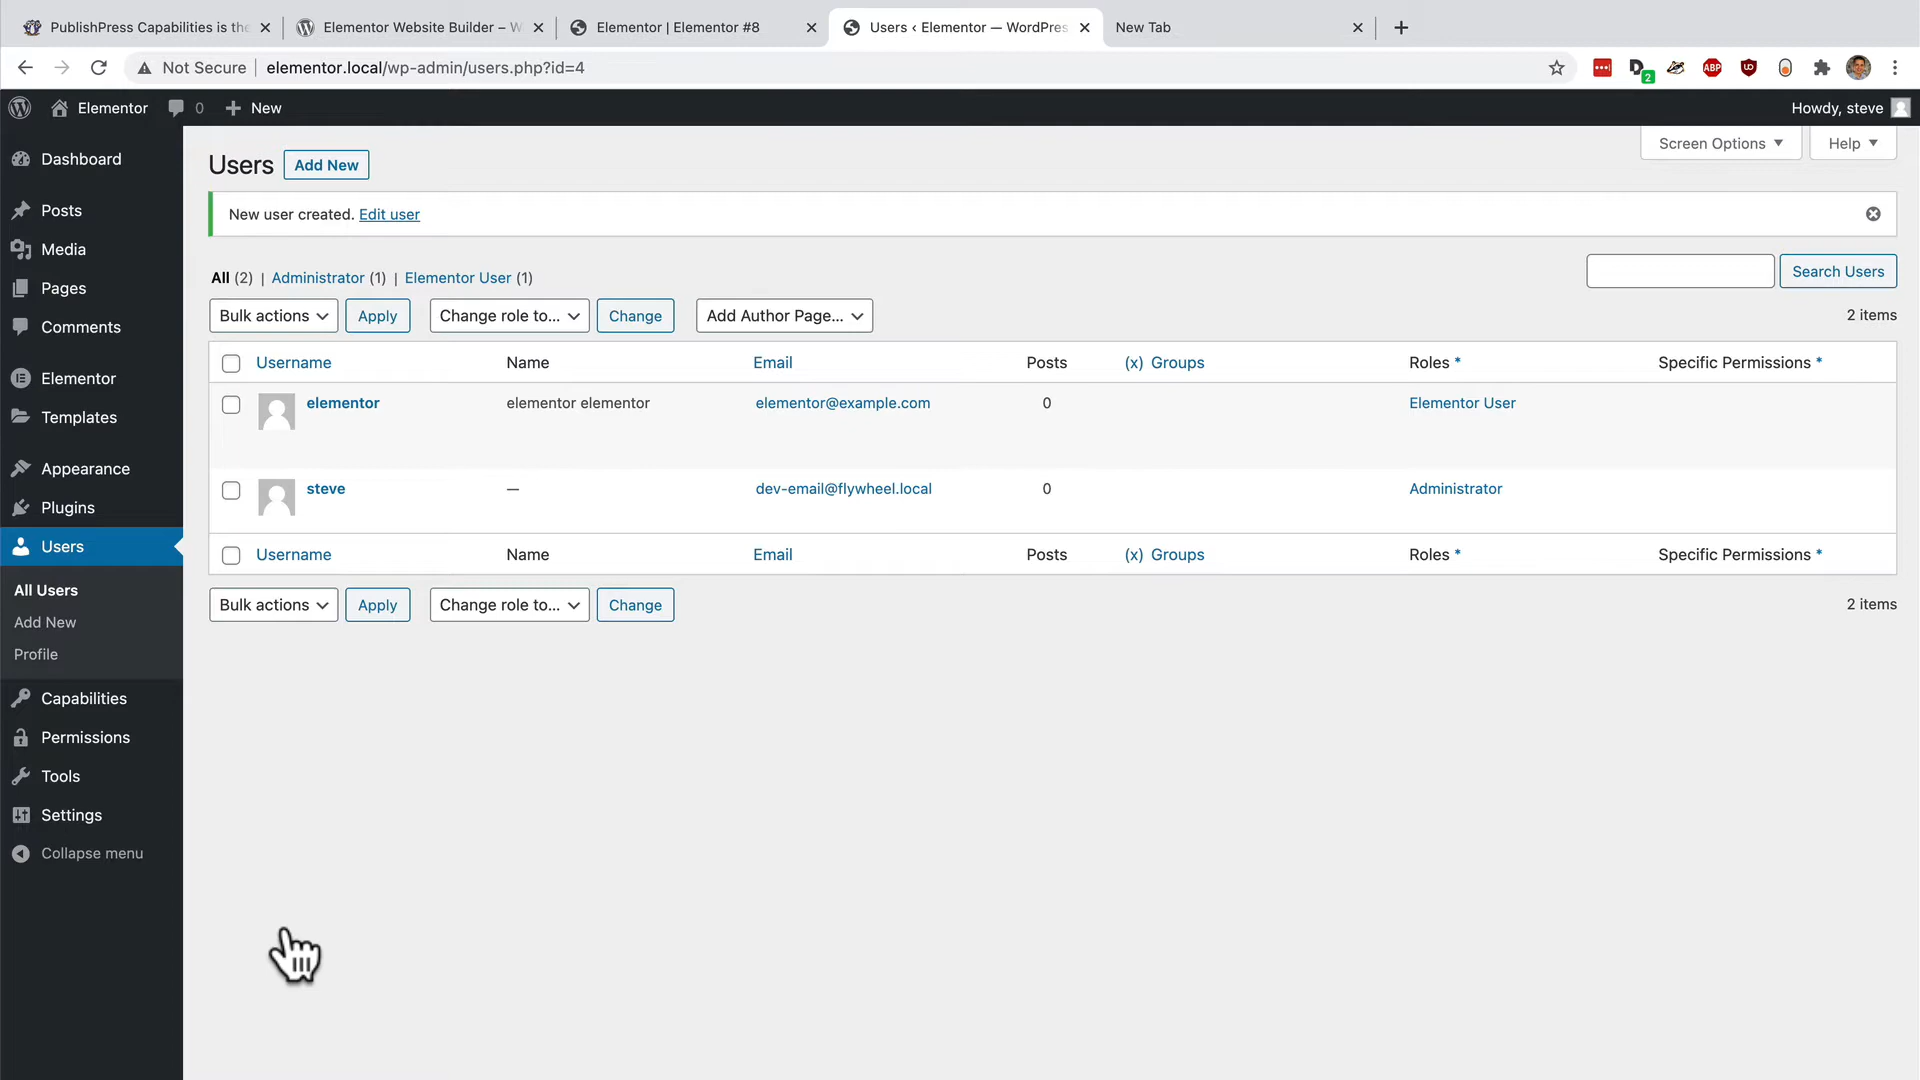 PublishPress Capabilities is the
Elementor Website Builder – W
Elementor | Elementor #8
Users ‹ Elementor — WordPres
New Tab
Not Secure
elementor.local/wp-admin/users.php?id=4
2
ABP
Elementor
0
New
Howdy, steve
Dashboard
Posts
Media
Pages
Comments
Elementor
Templates
Appearance
Plugins
Users
All Users
Add New
Profile
Capabilities
Permissions
Tools
Settings
Collapse menu
Screen Options
Help
Users
Add New
New user created. Edit user
All (2) | Administrator (1) | Elementor User (1)
Search Users
Bulk actions
Apply
Change role to...
Change
Add Author Page...
2 items
Username Name Email Posts (x) Groups Roles * Specific Permissions *
elementor elementor elementor elementor@example.com 0 Elementor User
steve — dev-email@flywheel.local 0 Administrator
Username Name Email Posts (x) Groups Roles * Specific Permissions *
Bulk actions
Apply
Change role to...
Change
2 items